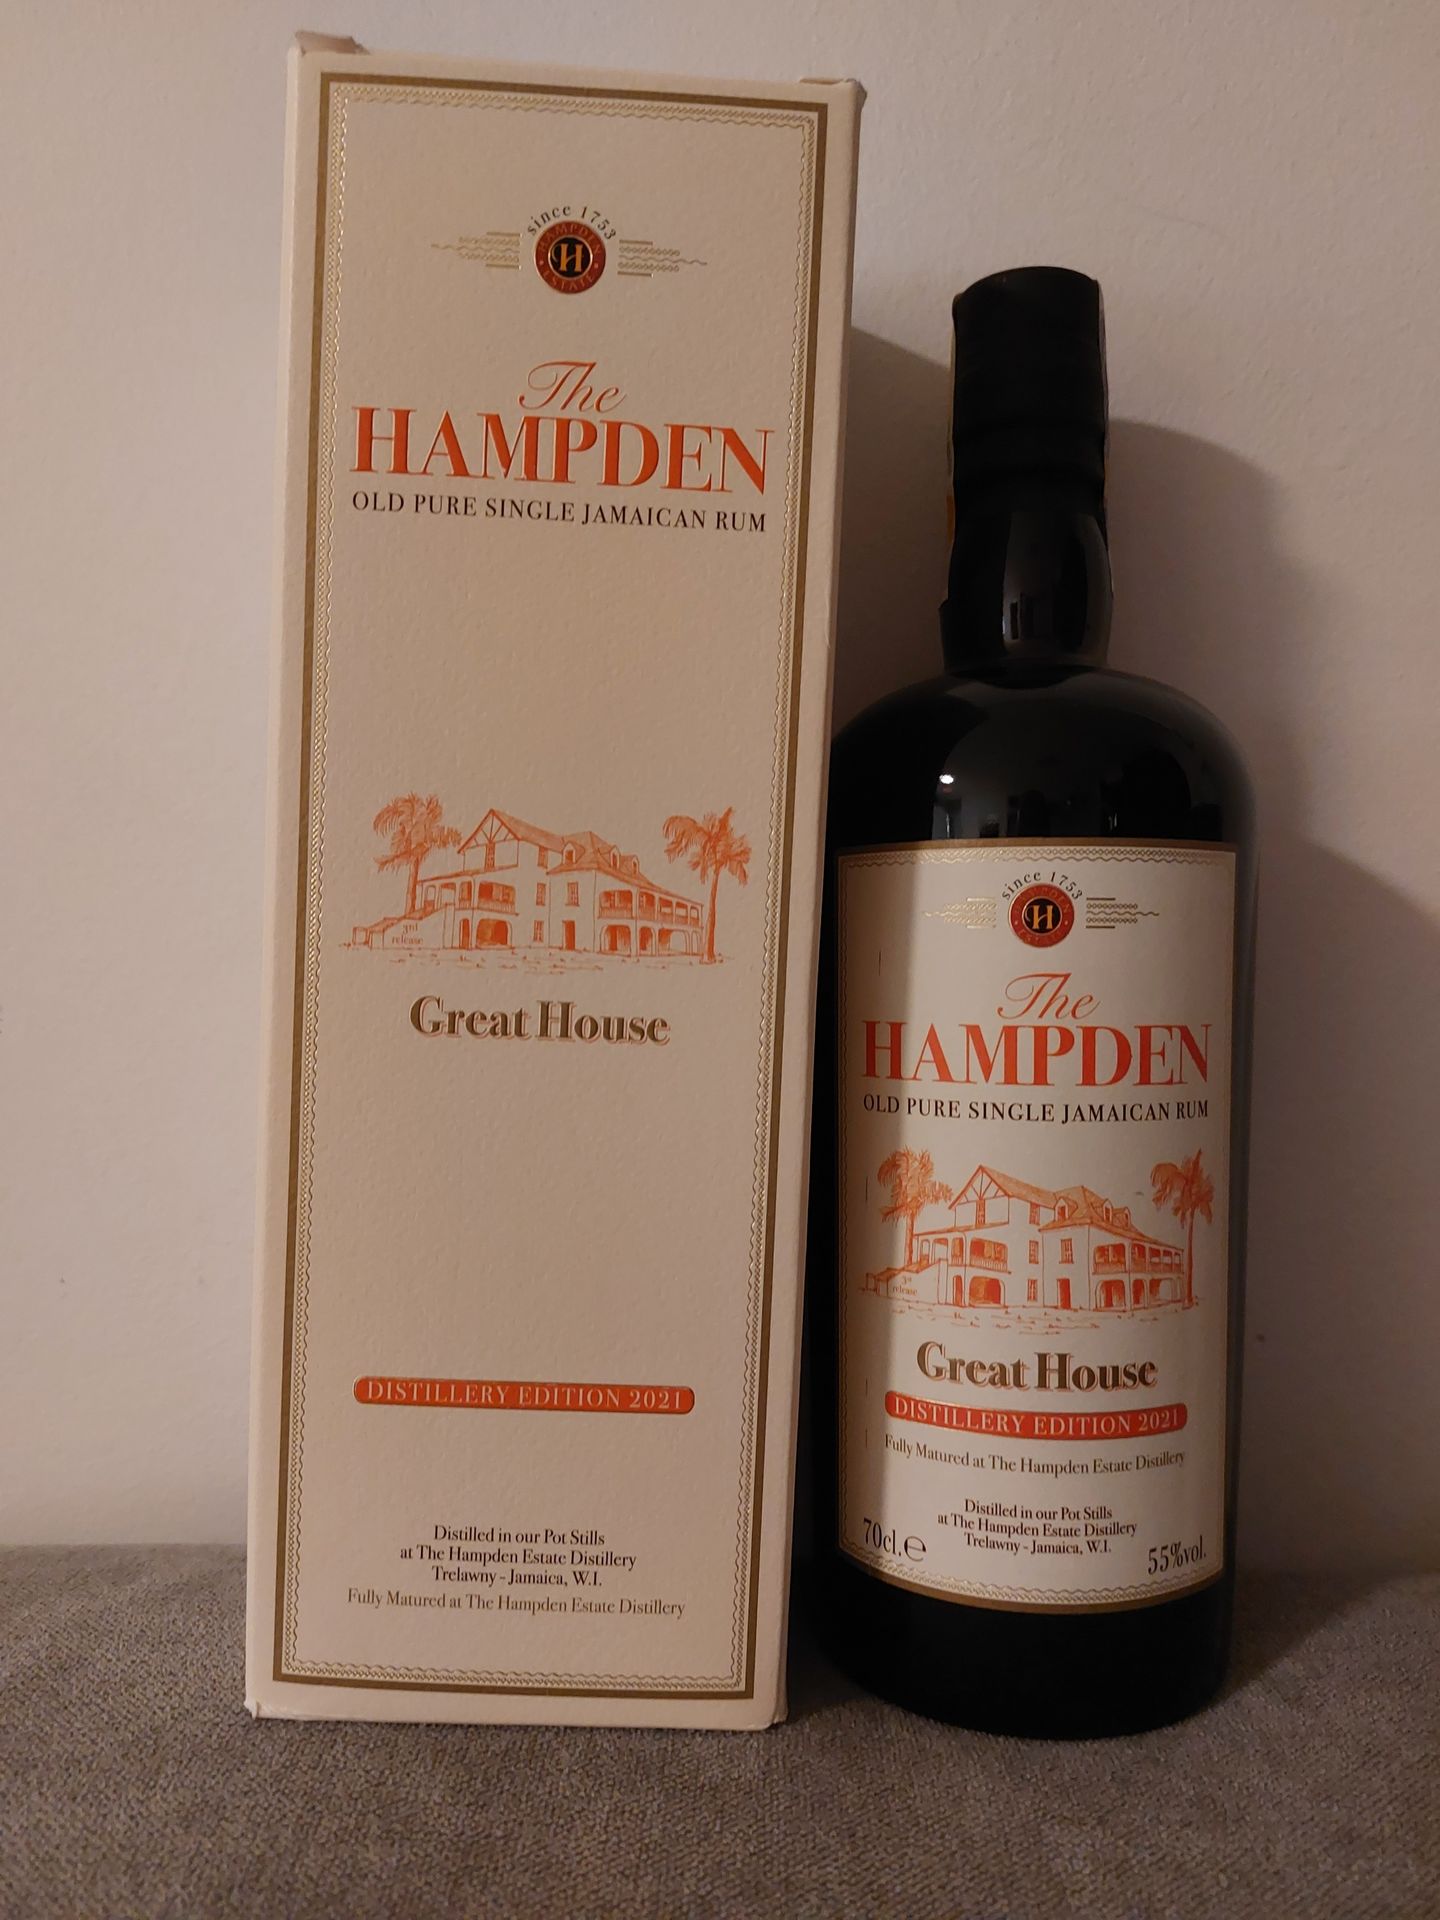 since 1753
HAMPDEN
H
ESTATE
The
HAMPDEN
OLD PURE SINGLE JAMAICAN RUM
3rd
release
Great House
DISTILLERY EDITION 2021
Distilled in our Pot Stills
at The Hampden Estate Distillery
Trelawny - Jamaica, W.I.
Fully Matured at The Hampden Estate Distillery
since 1753
HAMPDEN
H
ESTATE
The
HAMPDEN
OLD PURE SINGLE JAMAICAN RUM
3rd
release
Great House
DISTILLERY EDITION 2021
Fully Matured at The Hampden Estate Distillery
Distilled in our Pot Stills
at The Hampden Estate Distillery
Trelawny - Jamaica, W.I.
70cl. e
55%vol.